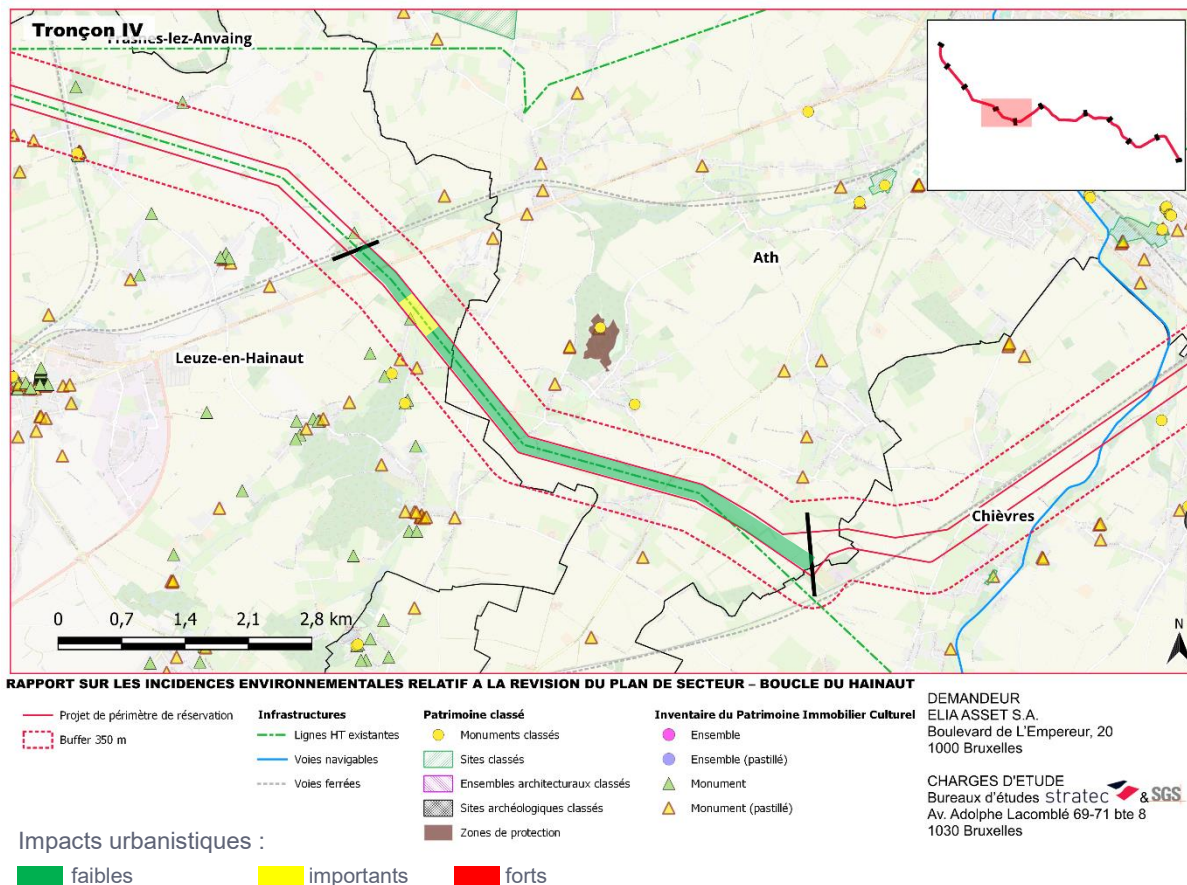 Tronçon IV
Frasnes-lez-Anvaing
Ath
Leuze-en-Hainaut
Chièvres
0 0,7 1,4 2,1 2,8 km
N
RAPPORT SUR LES INCIDENCES ENVIRONMENTALES RELATIF A LA REVISION DU PLAN DE SECTEUR – BOUCLE DU HAINAUT
Projet de périmètre de réservation
Buffer 350 m
Infrastructures
Lignes HT existantes
Voies navigables
Voies ferrées
Patrimoine classé
Monuments classés
Sites classés
Ensembles architecturaux classés
Sites archéologiques classés
Zones de protection
Inventaire du Patrimoine Immobilier Culturel
Ensemble
Ensemble (pastillé)
Monument
Monument (pastillé)
DEMANDEUR
ELIA ASSET S.A.
Boulevard de L'Empereur, 20
1000 Bruxelles
CHARGES D'ETUDE
Bureaux d'études stratec & SGS
Av. Adolphe Lacomblé 69-71 bte 8
1030 Bruxelles
Impacts urbanistiques :
faibles
importants
forts